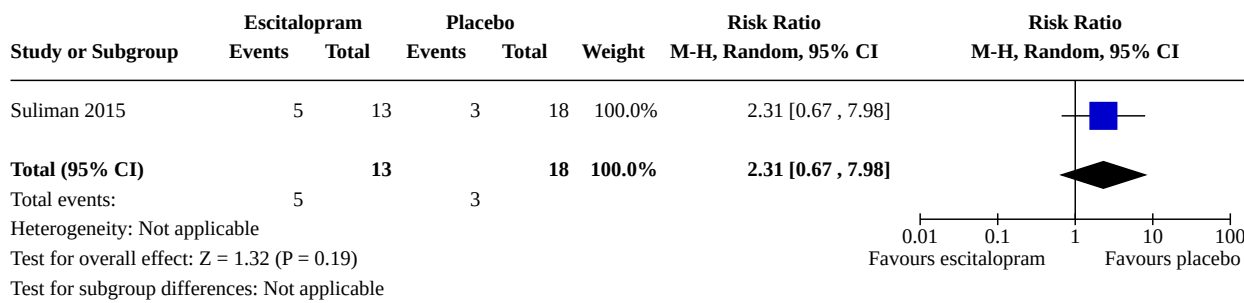 Escitalopram Placebo Risk Ratio Risk Ratio
Study or Subgroup Events Total Events Total Weight M-H, Random, 95% CI M-H, Random, 95% CI
Suliman 2015 5 13 3 18 100.0% 2.31 [0.67 , 7.98]
Total (95% CI) 13 18 100.0% 2.31 [0.67 , 7.98]
Total events: 5 3
Heterogeneity: Not applicable
0.01 0.1 1 10 100
Test for overall effect: Z = 1.32 (P = 0.19) Favours escitalopram Favours placebo
Test for subgroup differences: Not applicable